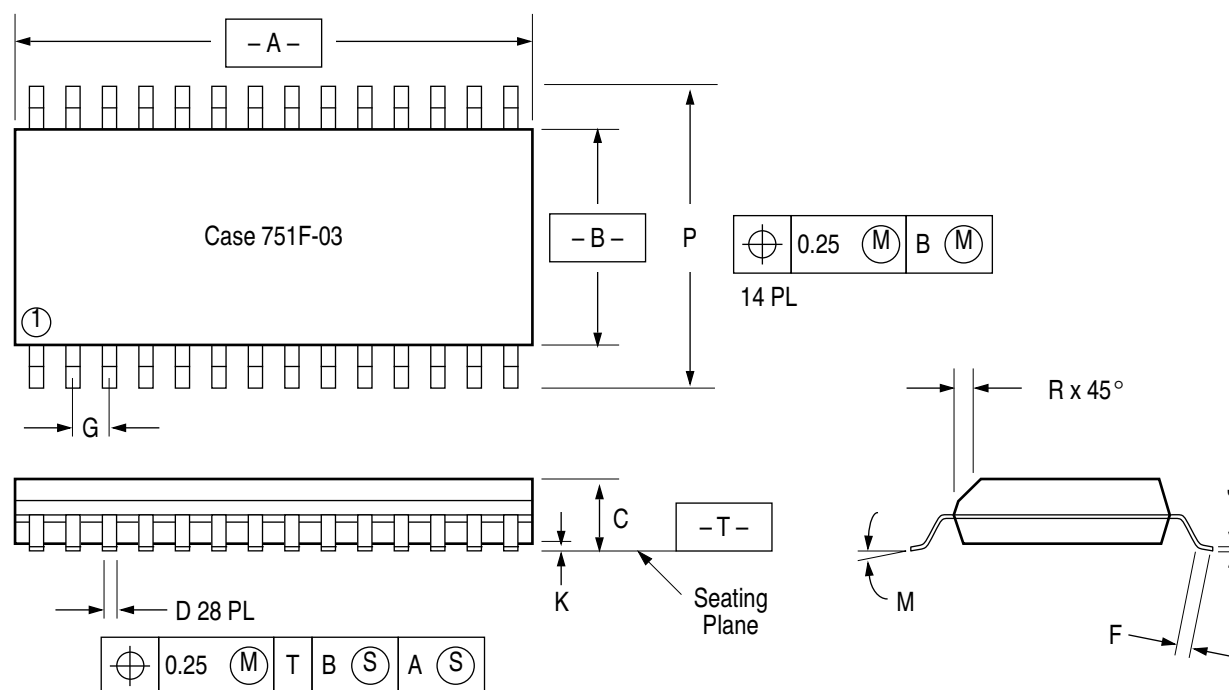 – A –
Case 751F-03
1
– B –
P
⌖ 0.25 Ⓜ B Ⓜ
14 PL
G
R x 45°
C
– T –
K
Seating
Plane
M
F
D 28 PL
⌖ 0.25 Ⓜ T B Ⓢ A Ⓢ